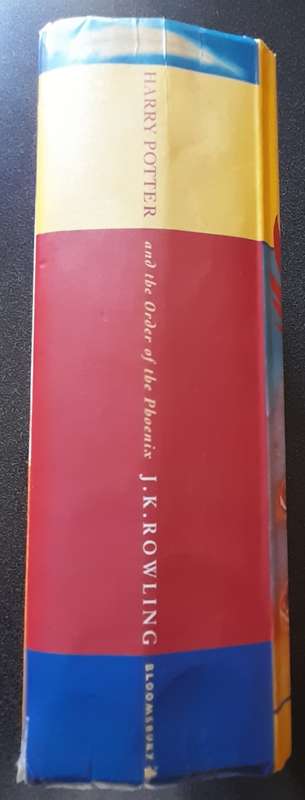 HARRY POTTER and the Order of the Phoenix J.K.ROWLING BLOOMSBURY